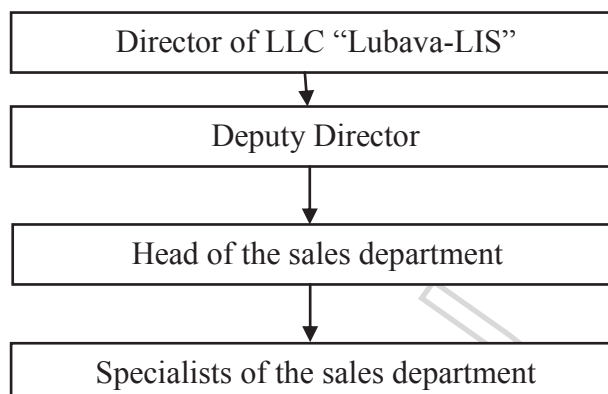 Director of LLC “Lubava-LIS”
Deputy Director
Head of the sales department
Specialists of the sales department